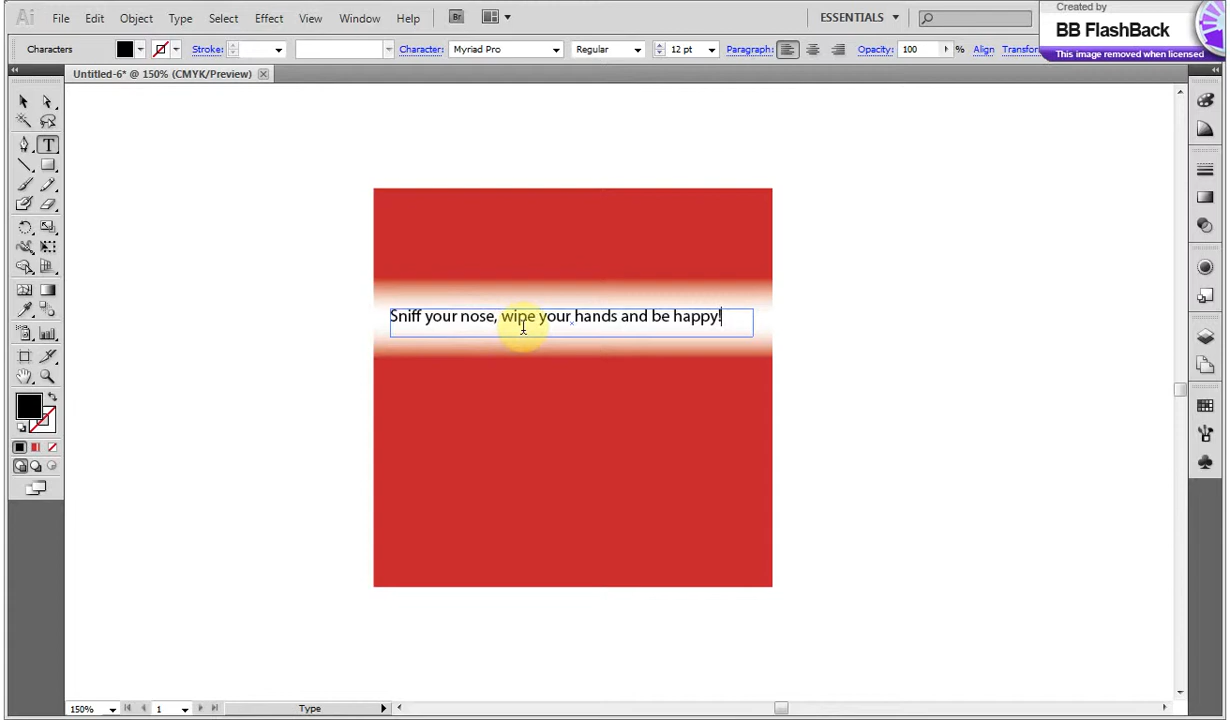 Ai File Edit Object Type Select Effect View Window Help Br ESSENTIALS
Created by
BB FlashBack
This image removed when licensed
Characters Stroke: Character: Myriad Pro Regular 12 pt Paragraph: Opacity: 100 % Align Transform
Untitled-6* @ 150% (CMYK/Preview)
T
Sniff your nose, wipe your hands and be happy!
150% 1 Type